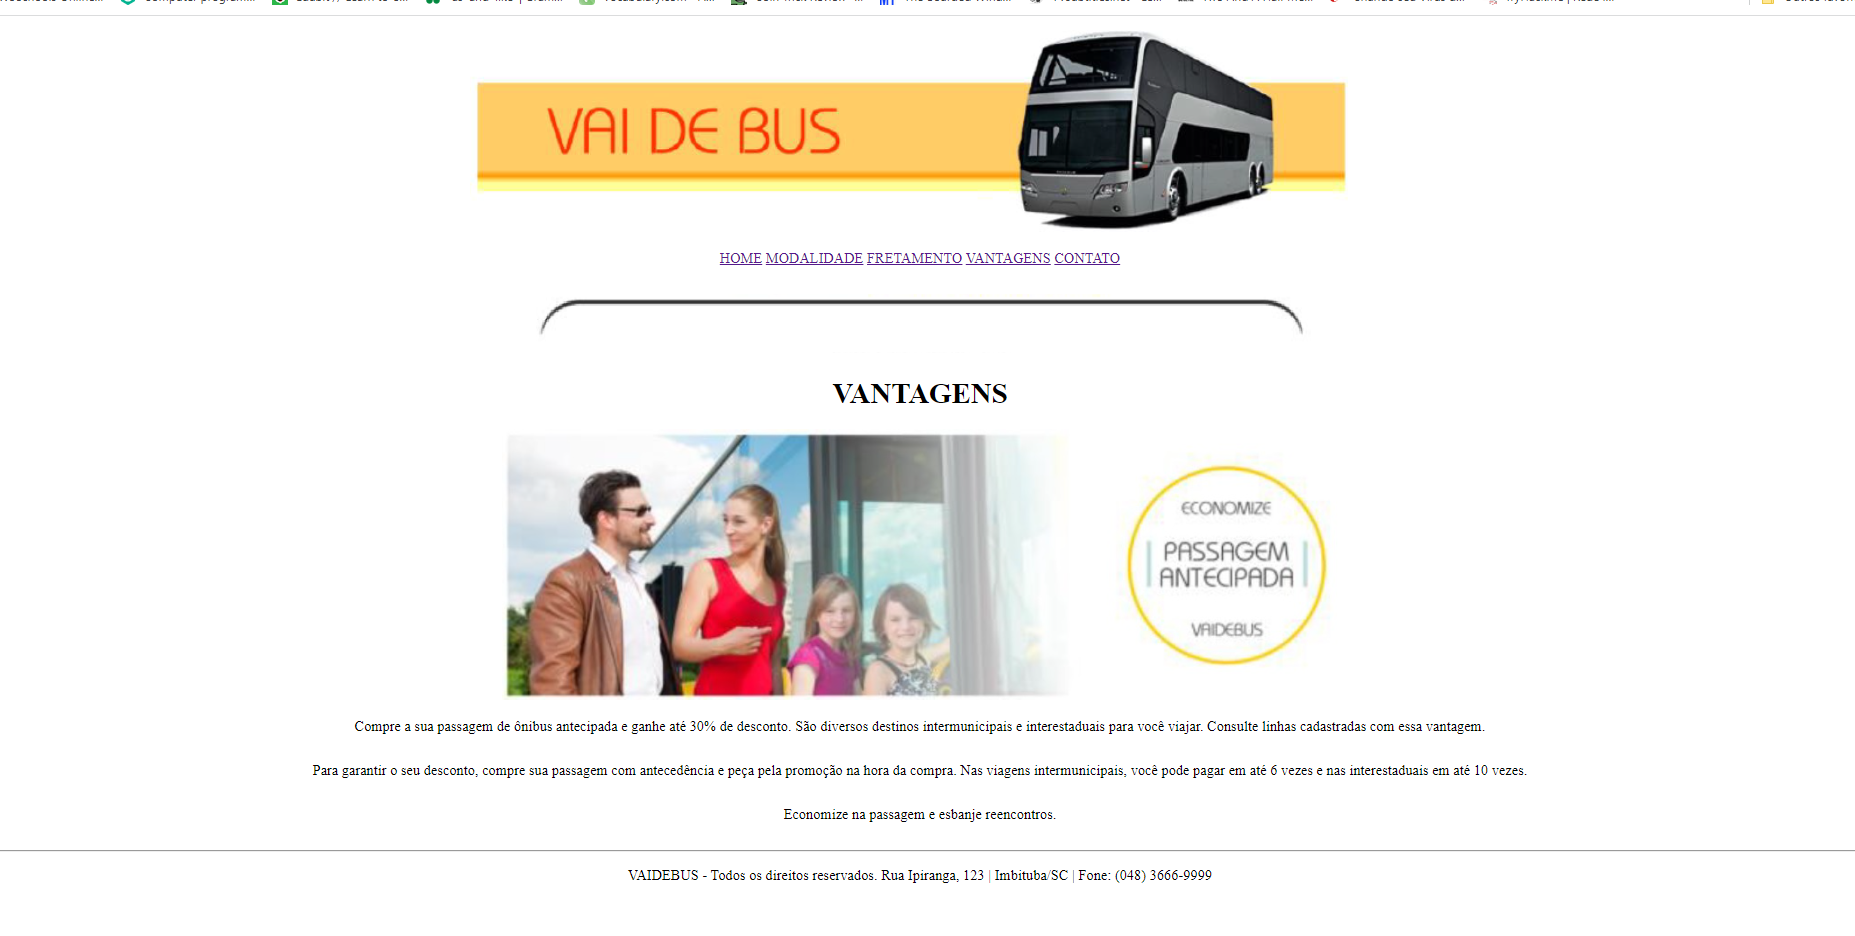 VAI DE BUS
HOME MODALIDADE FRETAMENTO VANTAGENS CONTATO
VANTAGENS
ECONOMIZE
PASSAGEM
ANTECIPADA
VAIDEBUS
Compre a sua passagem de ônibus antecipada e ganhe até 30% de desconto. São diversos destinos intermunicipais e interestaduais para você viajar. Consulte linhas cadastradas com essa vantagem.
Para garantir o seu desconto, compre sua passagem com antecedência e peça pela promoção na hora da compra. Nas viagens intermunicipais, você pode pagar em até 6 vezes e nas interestaduais em até 10 vezes.
Economize na passagem e esbanje reencontros.
VAIDEBUS - Todos os direitos reservados. Rua Ipiranga, 123 | Imbituba/SC | Fone: (048) 3666-9999